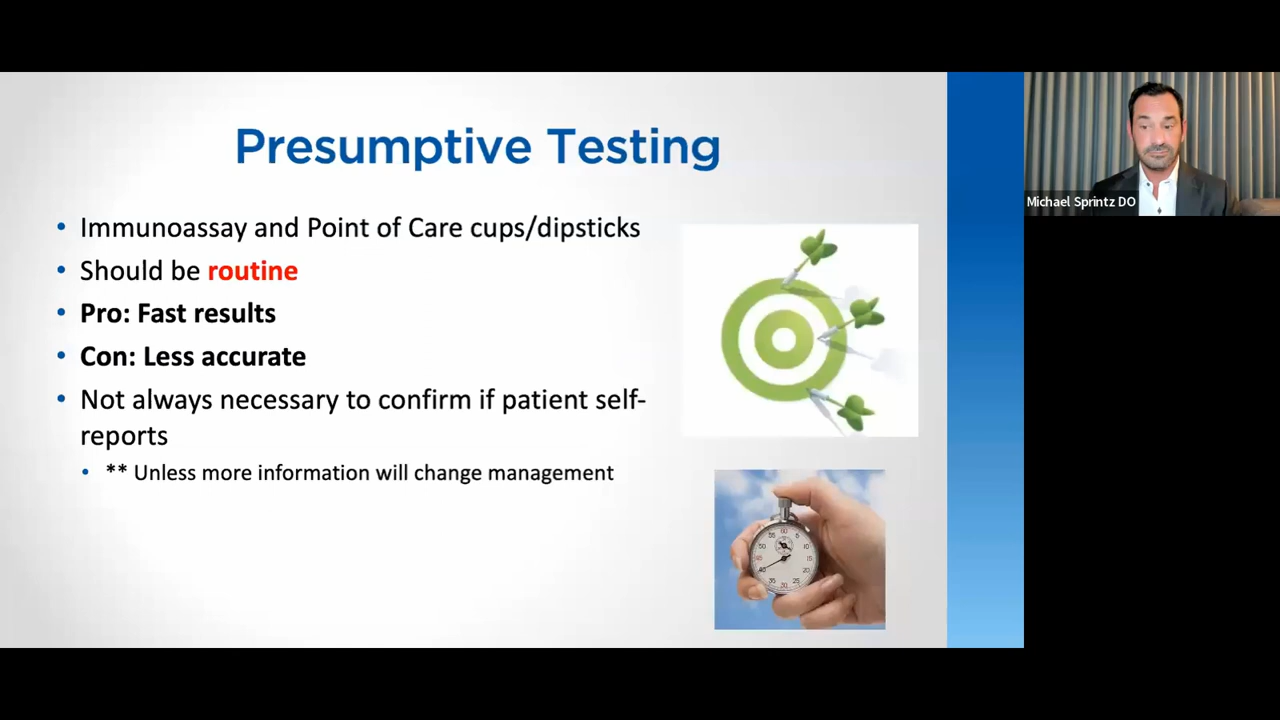 Presumptive Testing
• Immunoassay and Point of Care cups/dipsticks
• Should be routine
• Pro: Fast results
• Con: Less accurate
• Not always necessary to confirm if patient self-
reports
• ** Unless more information will change management
Michael Sprintz DO